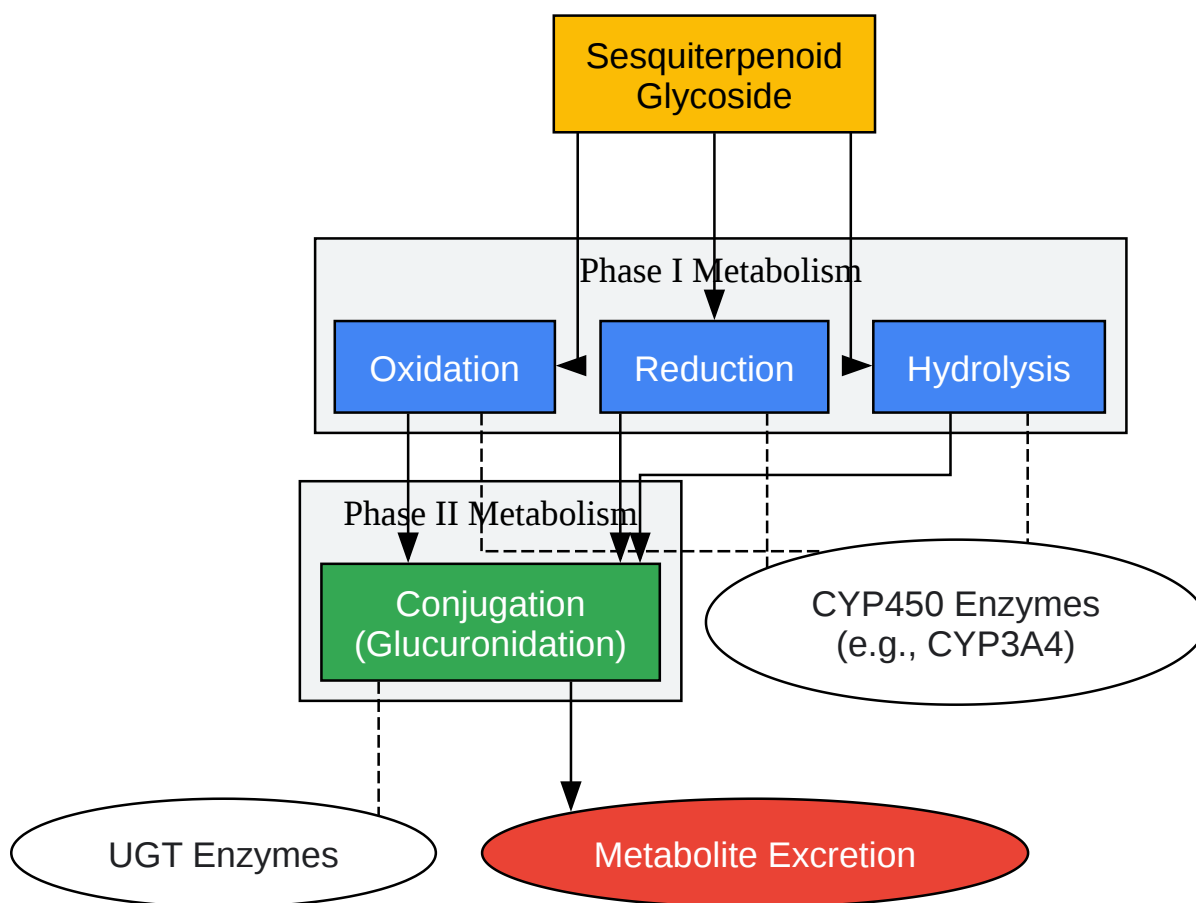 Sesquiterpenoid
Glycoside
Phase I Metabolism
Oxidation
Reduction
Hydrolysis
Phase II Metabolism
Conjugation
(Glucuronidation)
CYP450 Enzymes
(e.g., CYP3A4)
UGT Enzymes
Metabolite Excretion